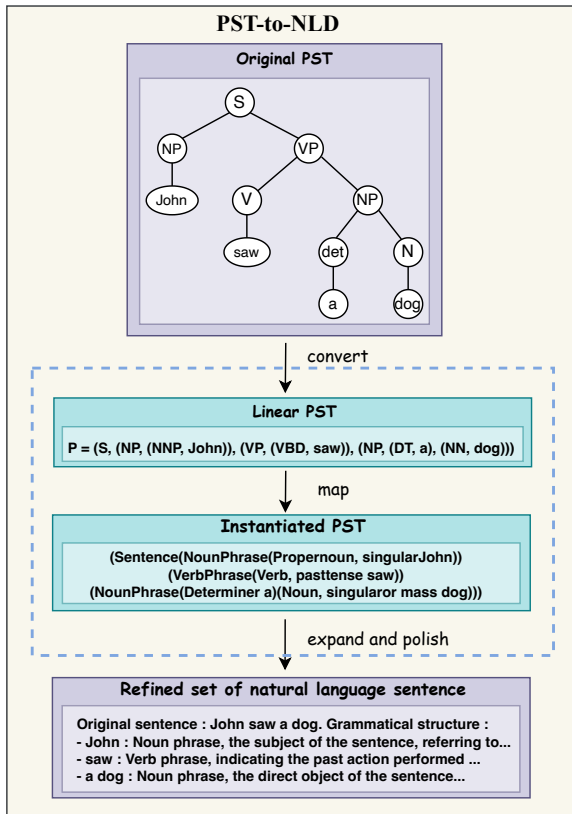 PST-to-NLD
Original PST
S
NP
VP
John
V
NP
saw
det
N
a
dog
convert
Linear PST
P = (S, (NP, (NNP, John)), (VP, (VBD, saw)), (NP, (DT, a), (NN, dog)))
map
Instantiated PST
(Sentence(NounPhrase(Propernoun, singularJohn))
(VerbPhrase(Verb, pasttense saw))
(NounPhrase(Determiner a)(Noun, singularor mass dog)))
expand and polish
Refined set of natural language sentence
Original sentence : John saw a dog. Grammatical structure :
- John : Noun phrase, the subject of the sentence, referring to...
- saw : Verb phrase, indicating the past action performed ...
- a dog : Noun phrase, the direct object of the sentence...